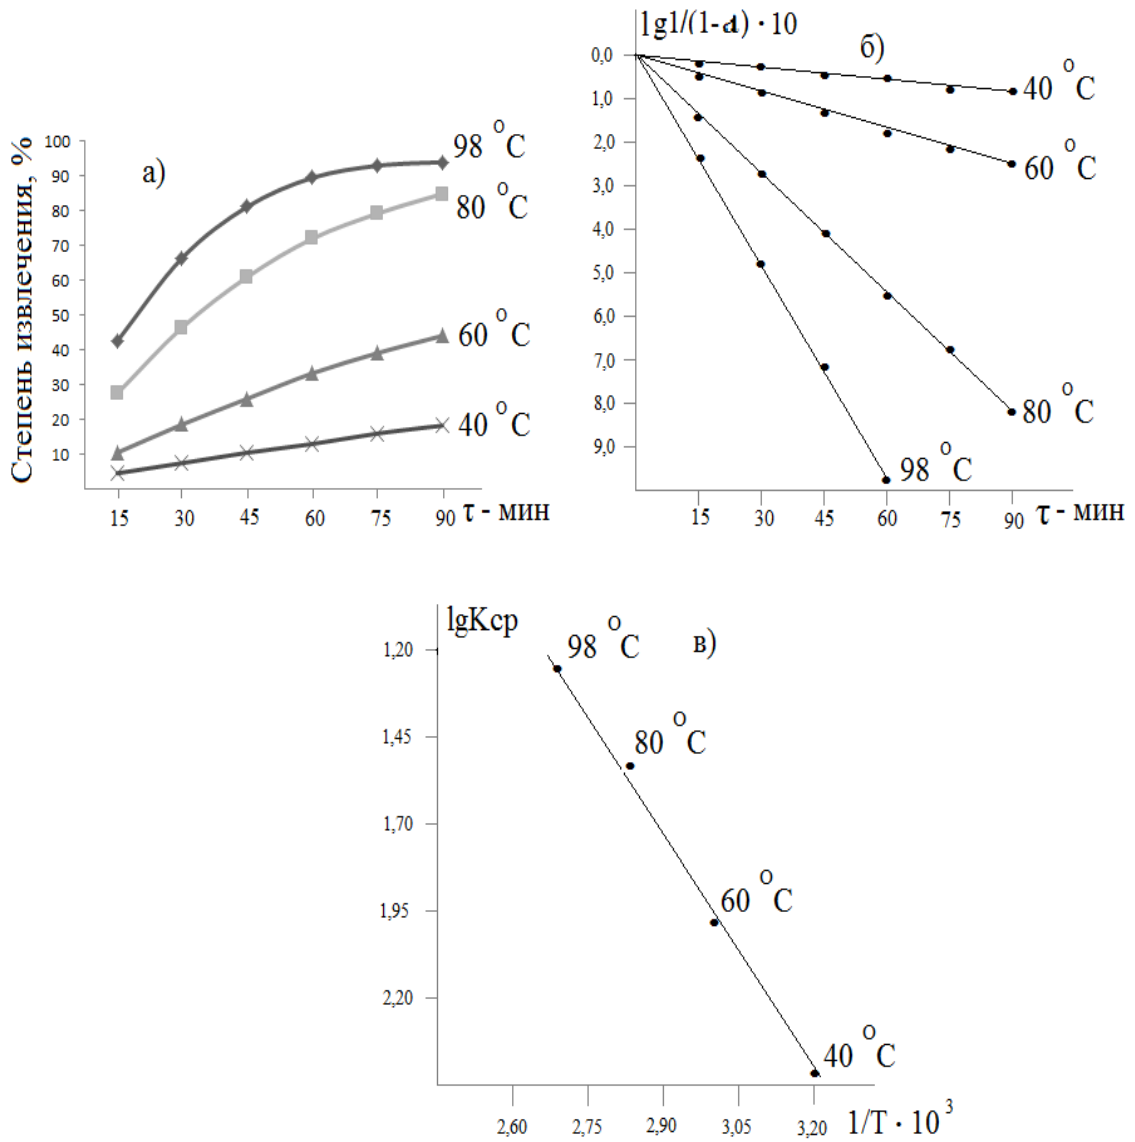 а)
Степень извлечения, %
100
90
80
70
60
50
40
30
20
10
98 °C
80 °C
60 °C
40 °C
15 30 45 60 75 90 τ - мин
lg1/(1-α) · 10
б)
0,0
1,0
2,0
3,0
4,0
5,0
6,0
7,0
8,0
9,0
40 °C
60 °C
80 °C
98 °C
15 30 45 60 75 90 τ - мин
lgКср
в)
1,20
1,45
1,70
1,95
2,20
98 °C
80 °C
60 °C
40 °C
2,60 2,75 2,90 3,05 3,20 1/T · 10³